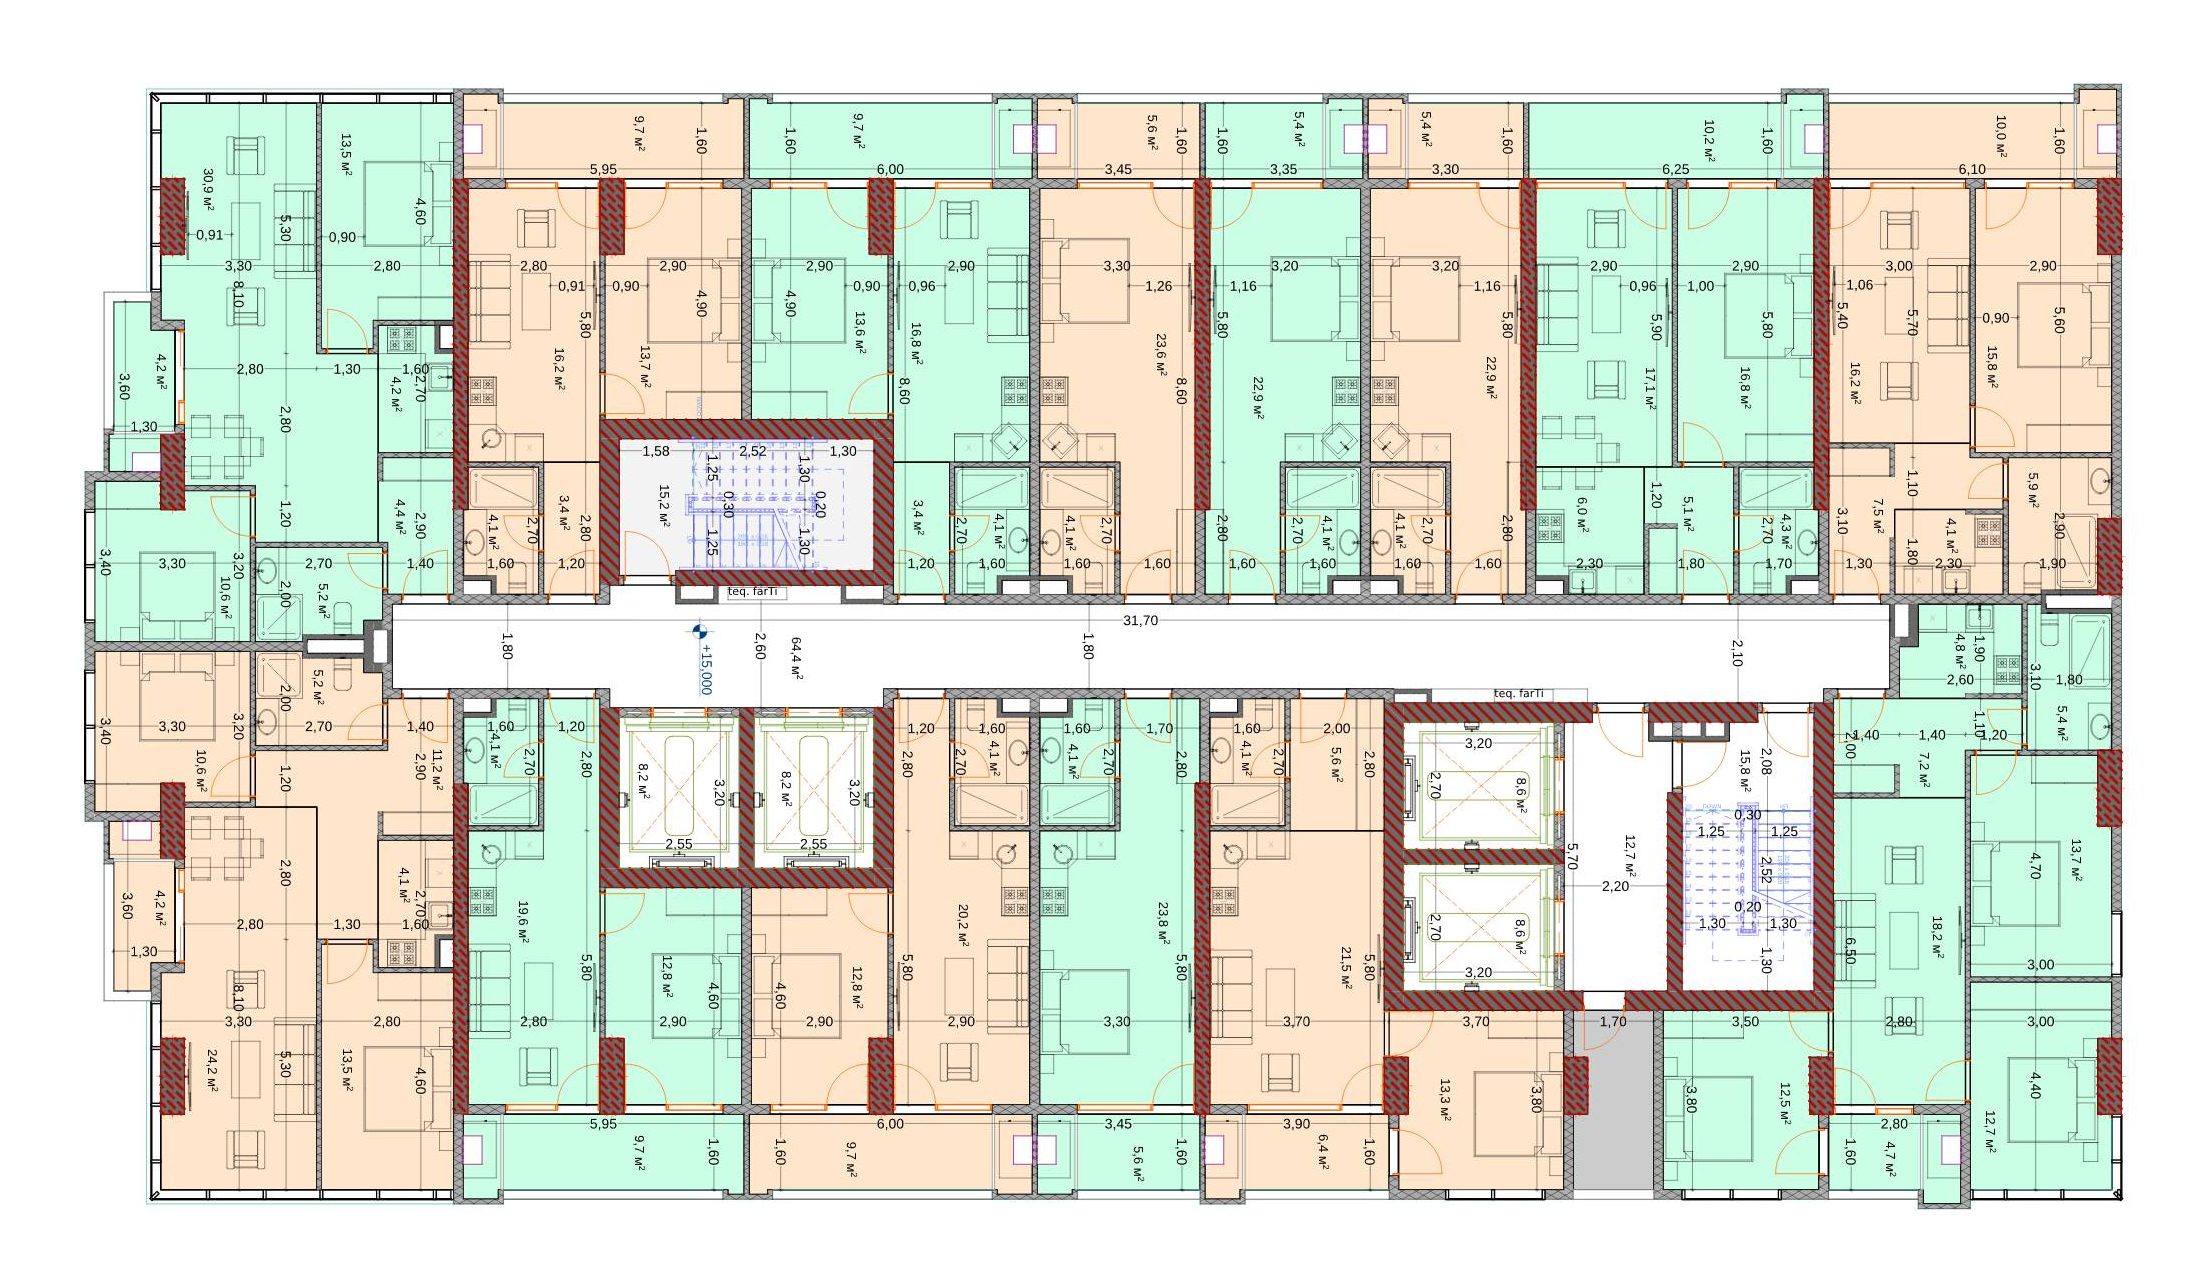 9,7 м²
1,60
5,95
9,7 м²
1,60
6,00
5,6 м²
1,60
3,45
5,4 м²
1,60
3,35
5,4 м²
1,60
3,30
10,2 м²
1,60
6,25
10,0 м²
1,60
6,10
30,9 м²
0,91
5,30
3,30
8,10
13,5 м²
4,60
0,90
2,80
2,80
0,91
5,80
16,2 м²
2,90
0,90
4,90
13,7 м²
2,90
0,90
4,90
13,6 м²
2,90
0,96
16,8 м²
8,60
3,30
1,26
23,6 м²
8,60
3,20
1,16
5,80
22,9 м²
3,20
1,16
5,80
22,9 м²
2,90
0,96
5,90
17,1 м²
2,90
1,00
5,80
16,8 м²
3,00
1,06
5,40
5,70
16,2 м²
2,90
0,90
5,60
15,8 м²
4,2 м²
3,60
1,30
2,80
1,30
1,60
2,70
4,2 м²
2,80
1,20
4,4 м²
2,90
1,40
3,40
3,30
3,20
10,6 м²
2,70
2,00
5,2 м²
4,1 м²
2,70
1,60
3,4 м²
2,80
1,20
1,58
2,52
1,30
15,2 м²
1,25
0,30
1,25
1,30
0,20
1,30
3,4 м²
1,20
2,70
4,1 м²
1,60
4,1 м²
2,70
1,60
1,60
2,80
1,60
2,70
4,1 м²
1,60
4,1 м²
2,70
1,60
2,80
1,60
6,0 м²
2,30
1,20
5,1 м²
1,80
2,70
4,3 м²
1,70
3,10
1,30
7,5 м²
1,10
1,80
4,1 м²
2,30
5,9 м²
2,90
1,90
teq. farTi
31,70
1,80
+15,000
2,60
64,4 м²
1,80
2,10
teq. farTi
4,8 м²
1,90
2,60
3,10
1,80
5,4 м²
3,40
3,30
3,20
10,6 м²
2,00
5,2 м²
2,70
1,40
11,2 м²
2,90
1,20
2,80
1,60
4,1 м²
2,70
1,20
2,80
8,2 м²
3,20
2,55
8,2 м²
3,20
2,55
1,20
2,80
2,70
4,1 м²
1,60
1,60
4,1 м²
2,70
1,70
2,80
1,60
4,1 м²
2,70
2,00
5,6 м²
2,80
3,20
2,70
8,6 м²
2,70
8,6 м²
3,20
5,70
12,7 м²
2,20
15,8 м²
2,08
DOWN
0,30
1,25
1,25
2,52
0,20
1,30
1,30
1,30
2,00
1,40
1,40
1,10
1,20
7,2 м²
4,2 м²
3,60
1,30
2,80
1,30
1,60
2,70
4,1 м²
8,10
3,30
24,2 м²
5,30
2,80
13,5 м²
4,60
19,6 м²
5,80
2,80
12,8 м²
4,60
2,90
4,60
12,8 м²
2,90
5,80
20,2 м²
2,90
23,8 м²
5,80
3,30
21,5 м²
5,80
3,70
3,70
13,3 м²
3,80
1,70
3,50
3,80
12,5 м²
18,2 м²
6,50
2,80
4,70
13,7 м²
3,00
3,00
4,40
12,7 м²
5,95
9,7 м²
1,60
6,00
1,60
9,7 м²
3,45
5,6 м²
1,60
3,90
6,4 м²
1,60
2,80
1,60
4,7 м²